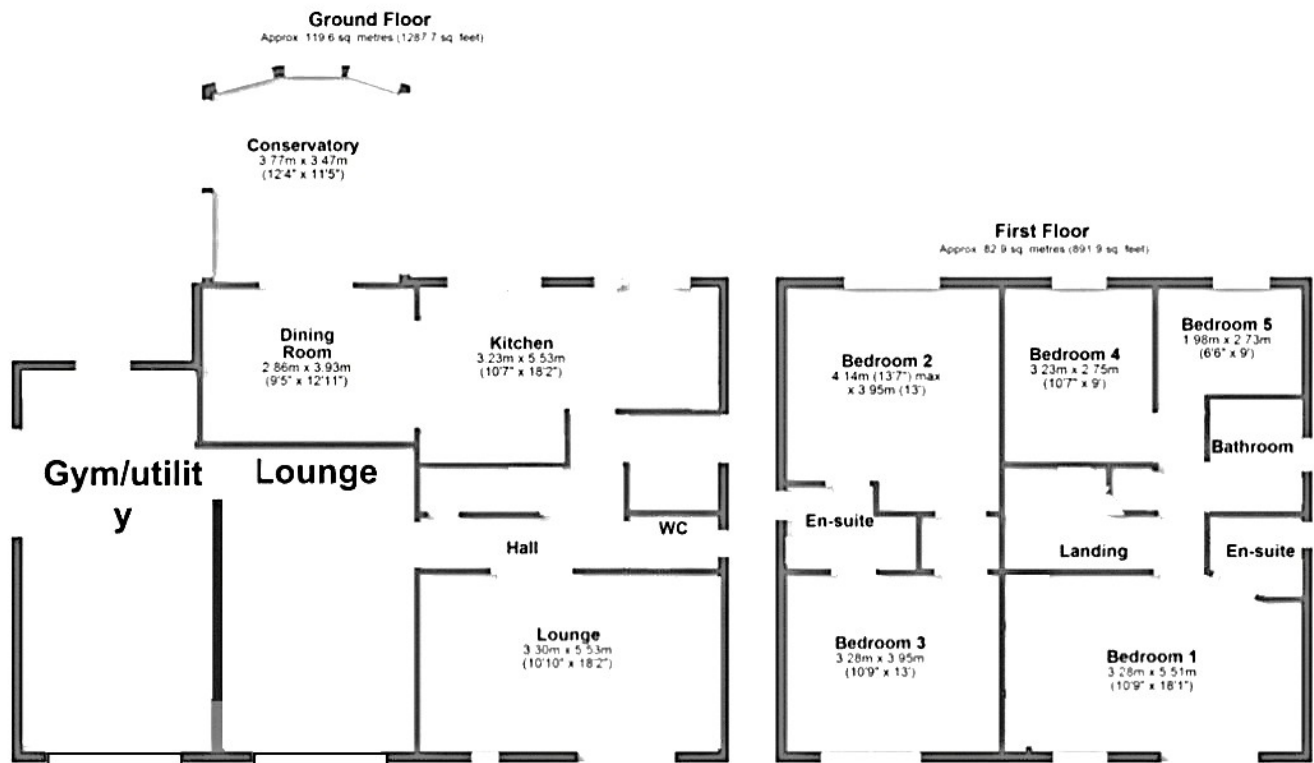 Ground Floor
Approx. 119.6 sq. metres (1287.7 sq. feet)
Conservatory
3.77m x 3.47m
(12'4" x 11'5")
Dining
Room
2.86m x 3.93m
(9'5" x 12'11")
Kitchen
3.23m x 5.53m
(10'7" x 18'2")
Gym/utilit
y
Lounge
WC
Hall
Lounge
3.30m x 5.53m
(10'10" x 18'2")
First Floor
Approx. 82.9 sq. metres (891.9 sq. feet)
Bedroom 2
4.14m (13'7") max
x 3.95m (13')
Bedroom 4
3.23m x 2.75m
(10'7" x 9')
Bedroom 5
1.98m x 2.73m
(6'6" x 9')
Bathroom
En-suite
Landing
En-suite
Bedroom 3
3.28m x 3.95m
(10'9" x 13')
Bedroom 1
3.28m x 5.51m
(10'9" x 18'1")